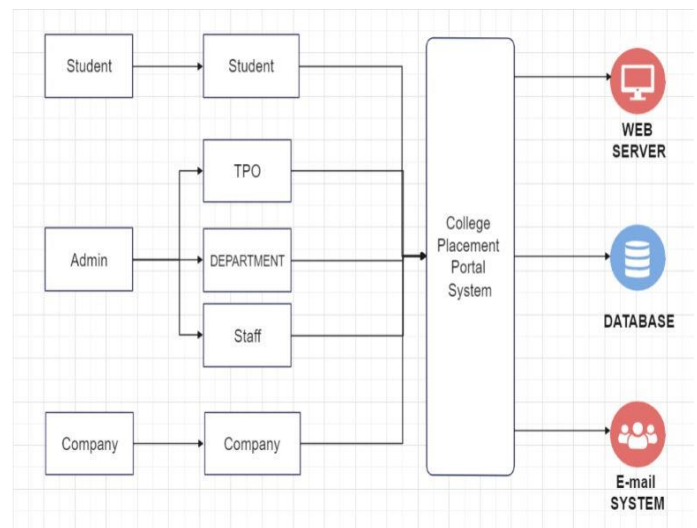 Student
Student
TPO
Admin
DEPARTMENT
Staff
Company
Company
College
Placement
Portal
System
WEB
SERVER
DATABASE
E-mail
SYSTEM